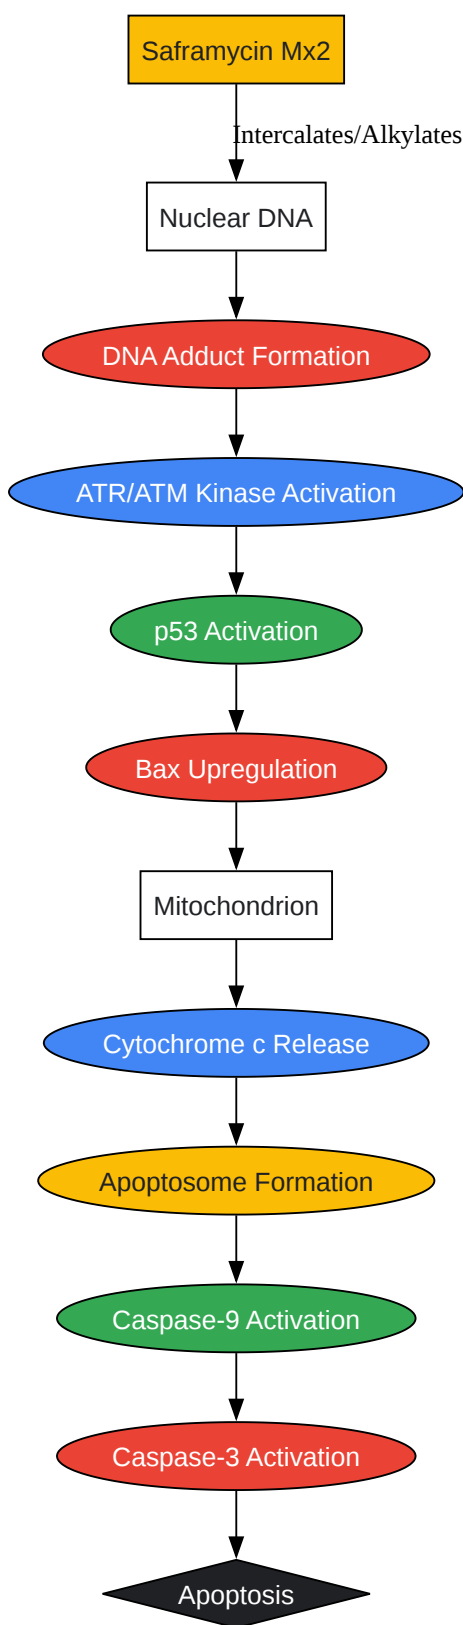 Saframycin Mx2
Intercalates/Alkylates
Nuclear DNA
DNA Adduct Formation
ATR/ATM Kinase Activation
p53 Activation
Bax Upregulation
Mitochondrion
Cytochrome c Release
Apoptosome Formation
Caspase-9 Activation
Caspase-3 Activation
Apoptosis